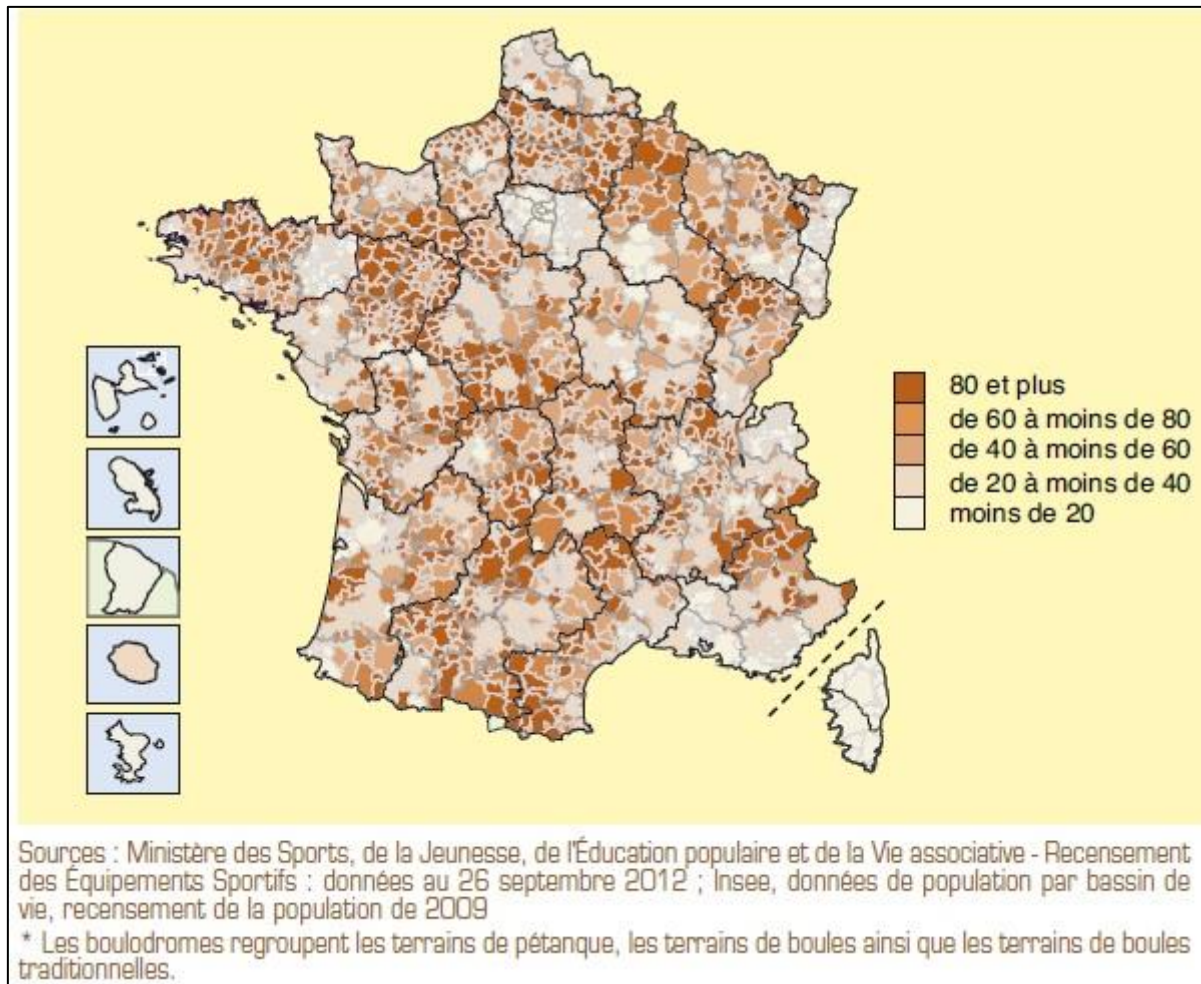 80 et plus
de 60 à moins de 80
de 40 à moins de 60
de 20 à moins de 40
moins de 20
Sources : Ministère des Sports, de la Jeunesse, de l'Éducation populaire et de la Vie associative - Recensement
des Équipements Sportifs : données au 26 septembre 2012 ; Insee, données de population par bassin de
vie, recensement de la population de 2009
* Les boulodromes regroupent les terrains de pétanque, les terrains de boules ainsi que les terrains de boules
traditionnelles.